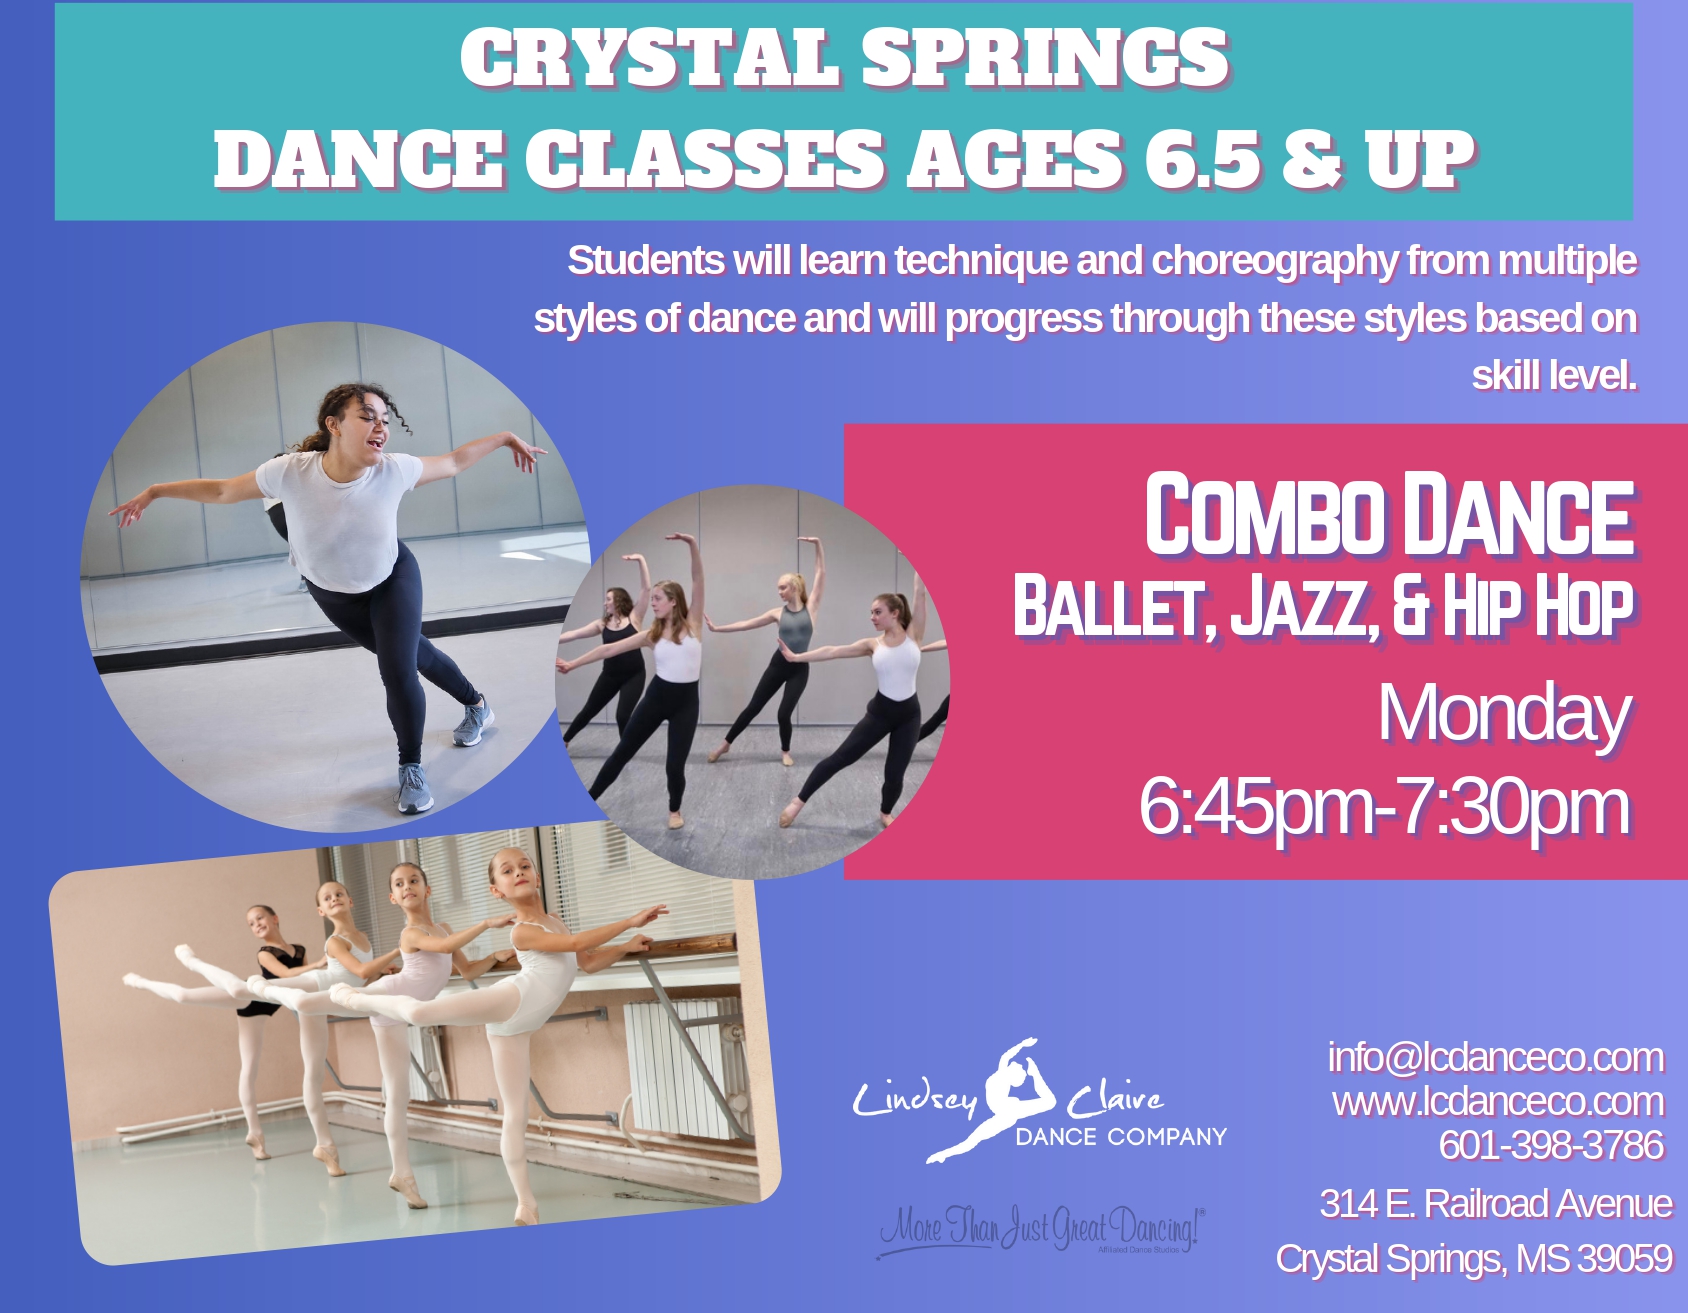 CRYSTAL SPRINGS
DANCE CLASSES AGES 6.5 & UP
Students will learn technique and choreography from multiple
styles of dance and will progress through these styles based on
skill level.
COMBO DANCE
BALLET, JAZZ, & HIP HOP
Monday
6:45pm-7:30pm
Lindsey Claire
DANCE COMPANY
More Than Just Great Dancing!®
Affiliated Dance Studios
info@lcdanceco.com
www.lcdanceco.com
601-398-3786
314 E. Railroad Avenue
Crystal Springs, MS 39059